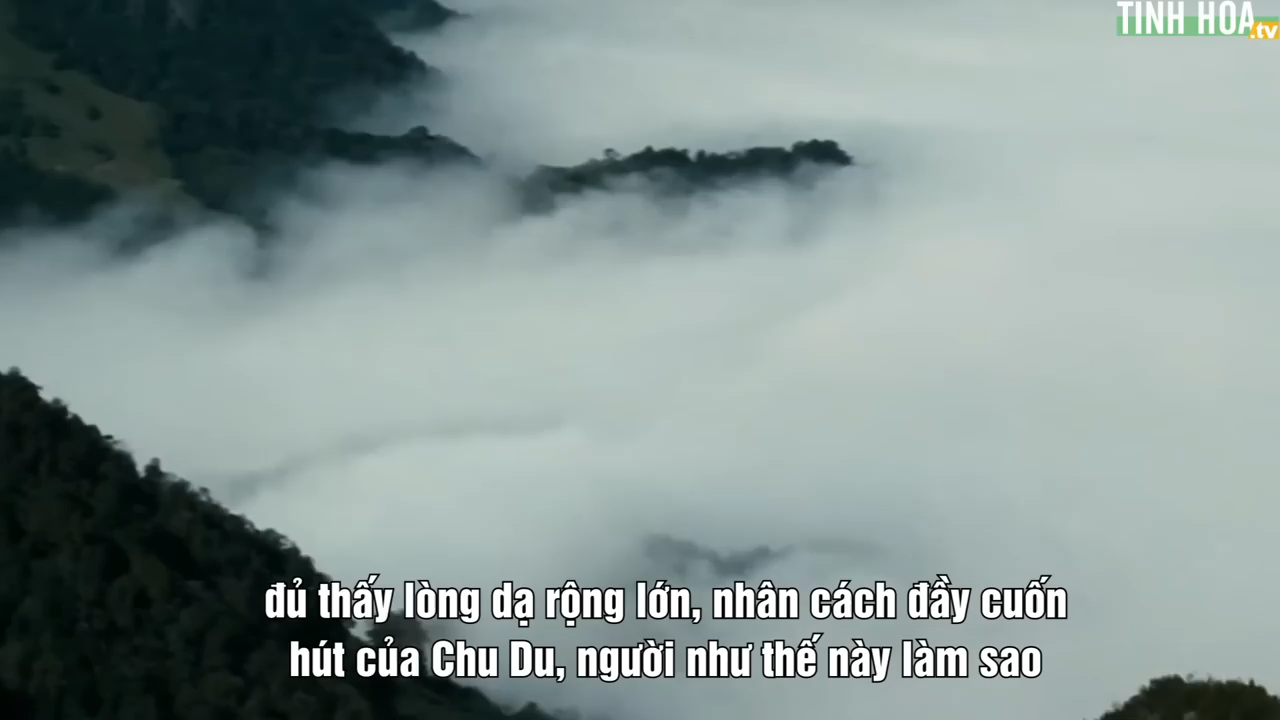 TINH HOA
.tv
đủ thấy lòng dạ rộng lớn, nhân cách đầy cuốn
hút của Chu Du, người như thế này làm sao